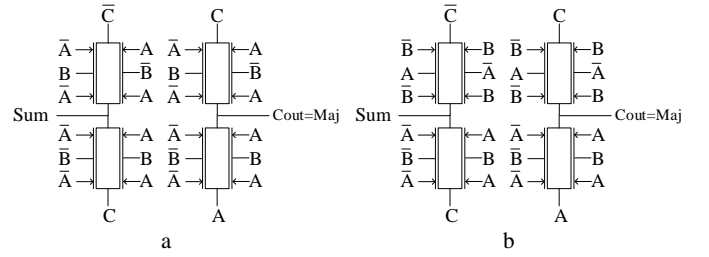 C̅ C C̅ C
A̅ A A̅ A B̅ B B̅ B
B B̅ B B̅ A A̅ A A̅
A̅ A A̅ A B̅ B B̅ B
Sum Cout=Maj Sum Cout=Maj
A̅ A A̅ A A̅ A A̅ A
B̅ B B̅ B B̅ B B̅ B
A̅ A A̅ A A̅ A A̅ A
C A C A
a b